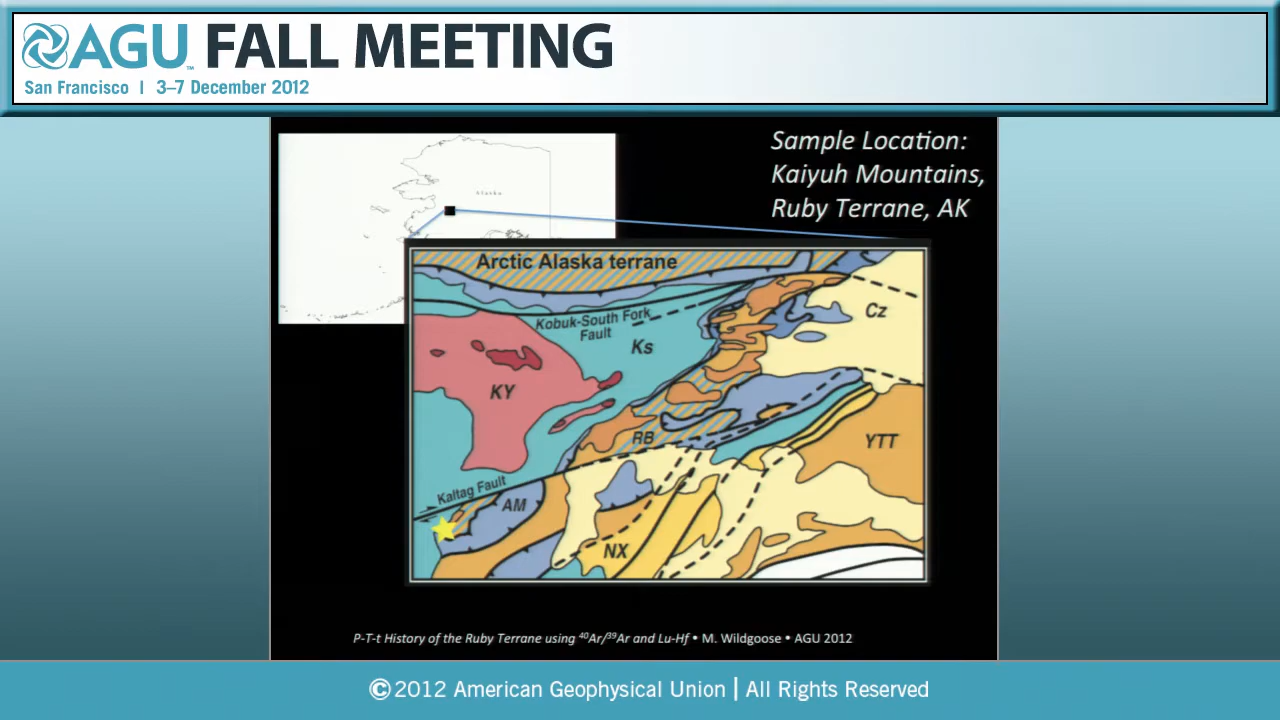 AGU™ FALL MEETING
San Francisco | 3–7 December 2012
Sample Location:
Kaiyuh Mountains,
Ruby Terrane, AK
Alaska
Arctic Alaska terrane
Kobuk-South Fork
Fault
Cz
Ks
KY
RB
YTT
Kaltag Fault
AM
NX
P-T-t History of the Ruby Terrane using ⁴⁰Ar/³⁹Ar and Lu-Hf • M. Wildgoose • AGU 2012
©2012 American Geophysical Union | All Rights Reserved